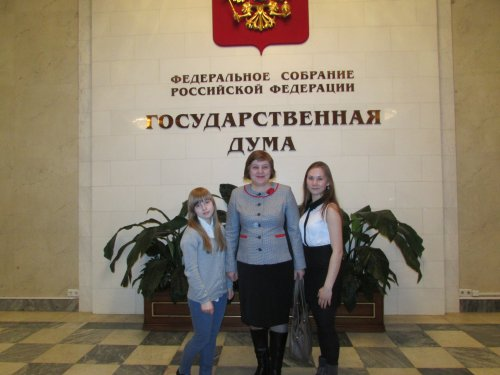 ФЕДЕРАЛЬНОЕ СОБРАНИЕ
РОССИЙСКОЙ ФЕДЕРАЦИИ
ГОСУДАРСТВЕННАЯ
ДУМА